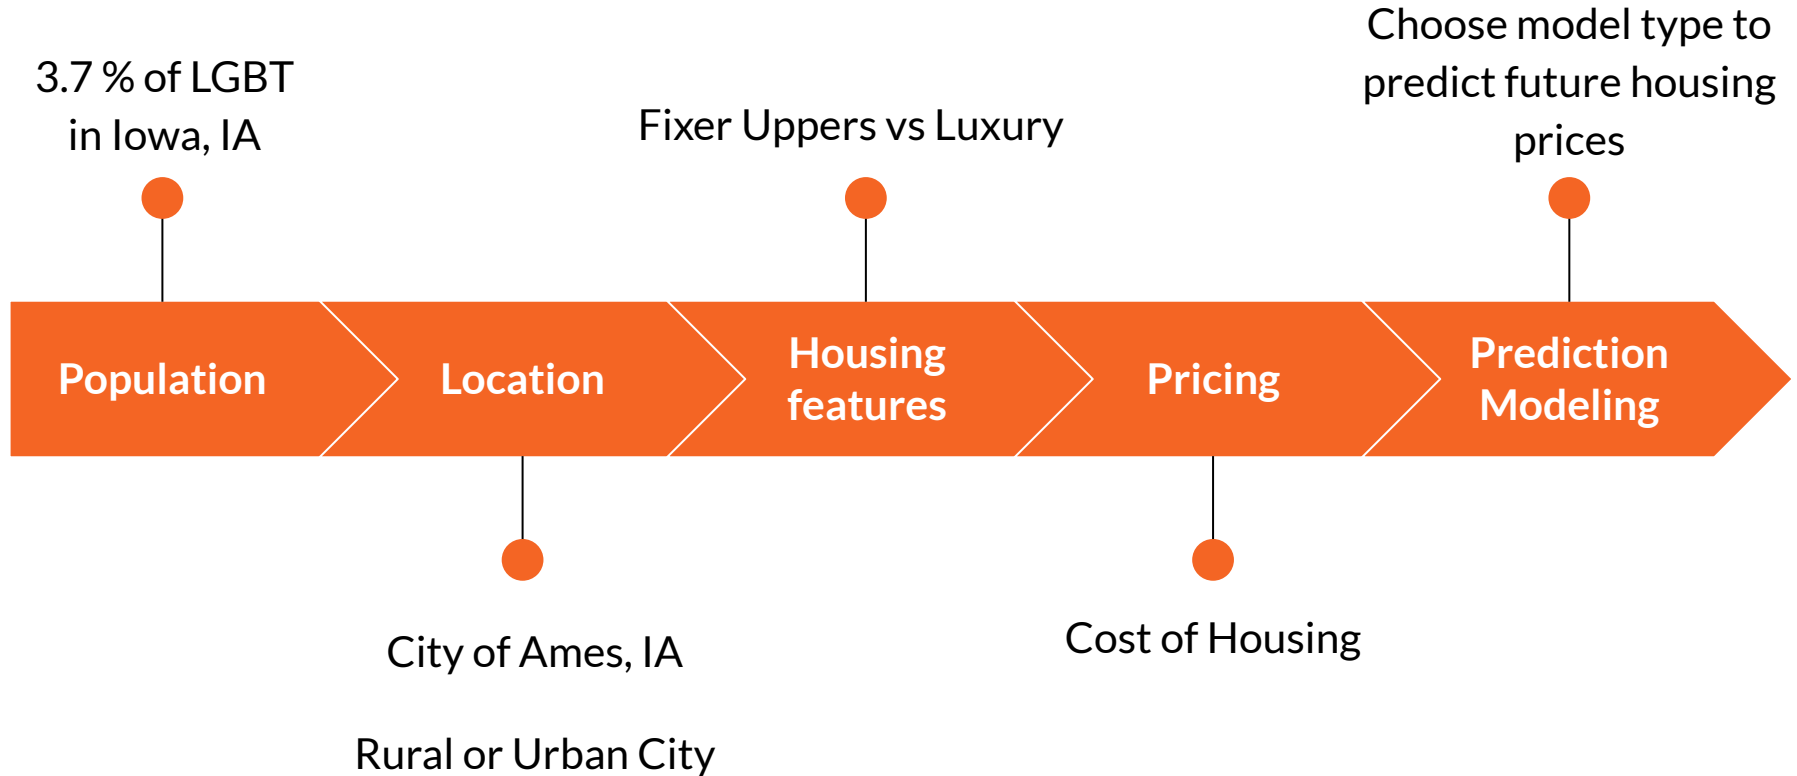 3.7 % of LGBT
in Iowa, IA
Fixer Uppers vs Luxury
Choose model type to
predict future housing
prices
Population
Location
Housing
features
Pricing
Prediction
Modeling
City of Ames, IA
Rural or Urban City
Cost of Housing